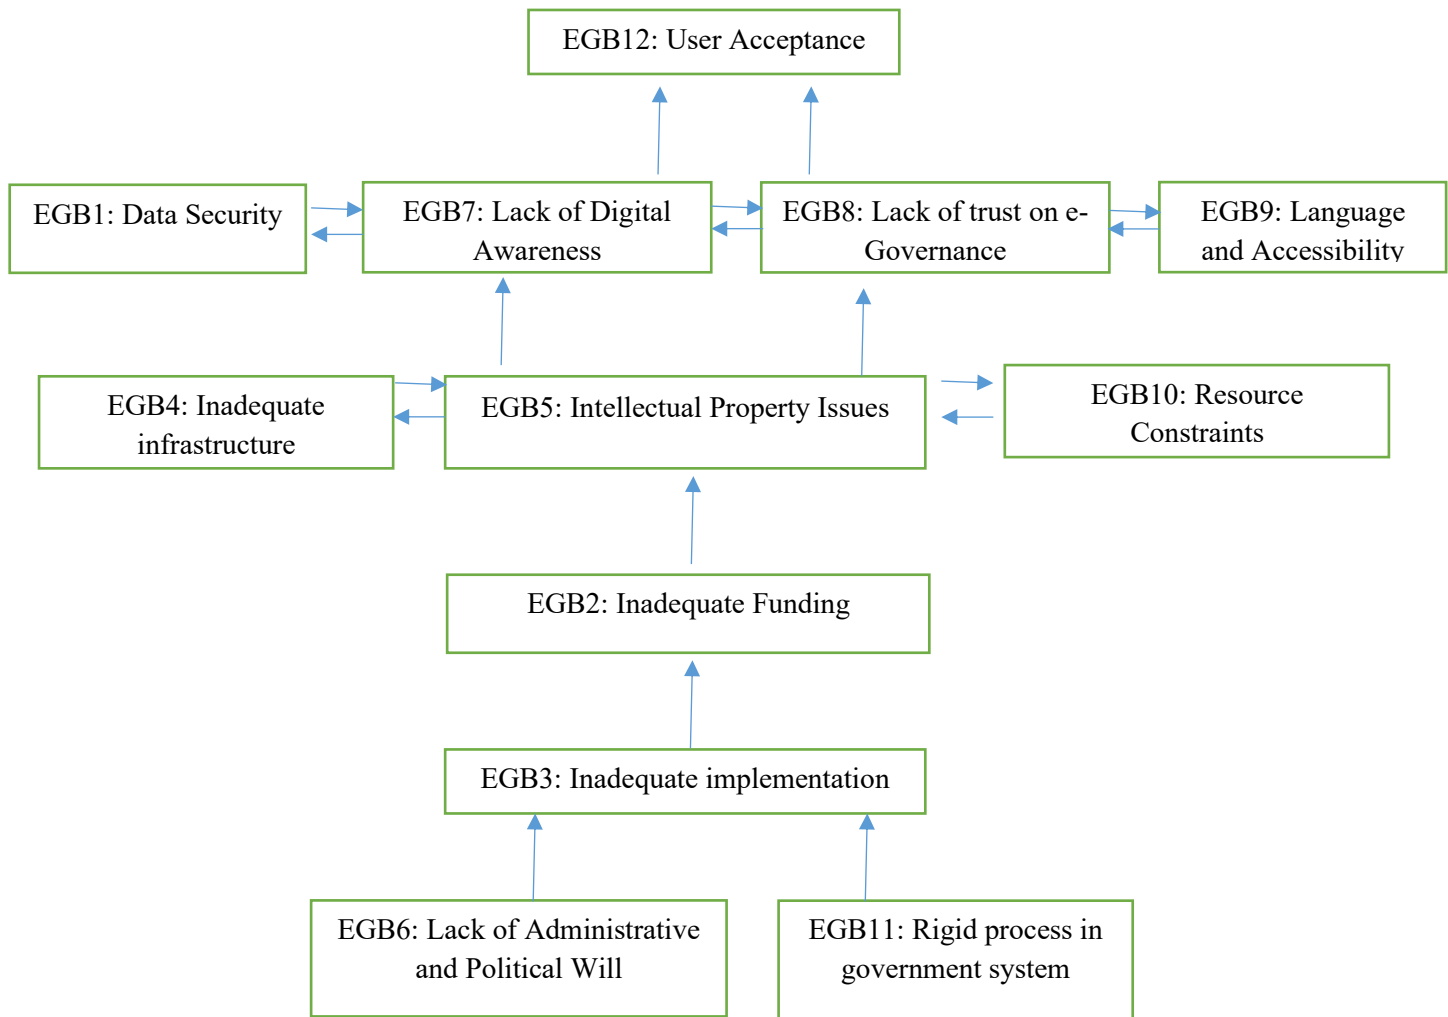 EGB12: User Acceptance
EGB1: Data Security
EGB7: Lack of Digital
Awareness
EGB8: Lack of trust on e-
Governance
EGB9: Language
and Accessibility
EGB4: Inadequate
infrastructure
EGB5: Intellectual Property Issues
EGB10: Resource
Constraints
EGB2: Inadequate Funding
EGB3: Inadequate implementation
EGB6: Lack of Administrative
and Political Will
EGB11: Rigid process in
government system